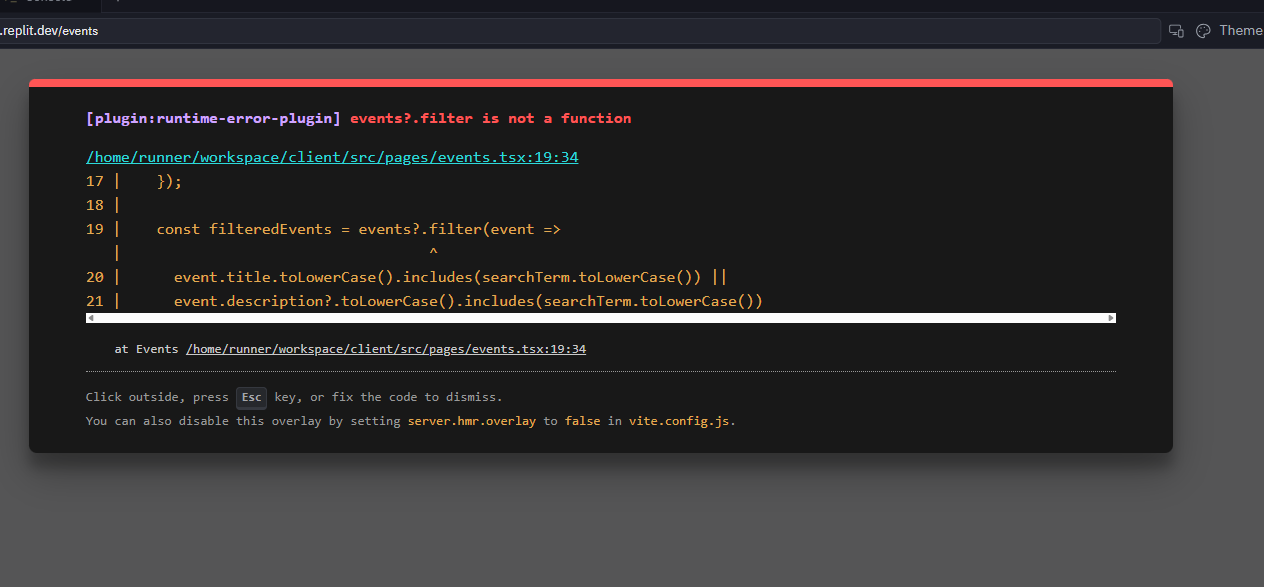 .replit.dev/events
Theme
[plugin:runtime-error-plugin] events?.filter is not a function
/home/runner/workspace/client/src/pages/events.tsx:19:34
17 |    });
18 |
19 |    const filteredEvents = events?.filter(event =>
   |                                   ^
20 |      event.title.toLowerCase().includes(searchTerm.toLowerCase()) ||
21 |      event.description?.toLowerCase().includes(searchTerm.toLowerCase())
at Events /home/runner/workspace/client/src/pages/events.tsx:19:34
Click outside, press Esc key, or fix the code to dismiss.
You can also disable this overlay by setting server.hmr.overlay to false in vite.config.js.